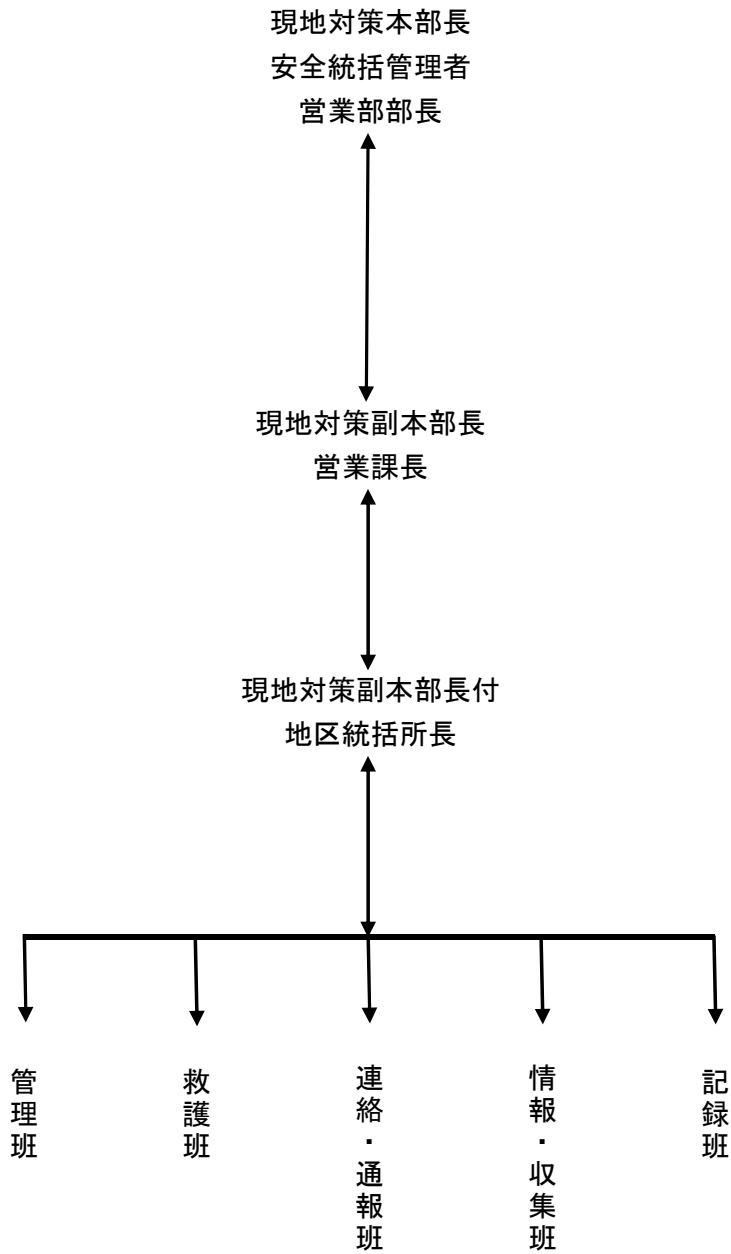 現地対策本部長
安全統括管理者
営業部部長
現地対策副本部長
営業課長
現地対策副本部長付
地区統括所長
管理班
救護班
連絡・通報班
情報・収集班
記録班